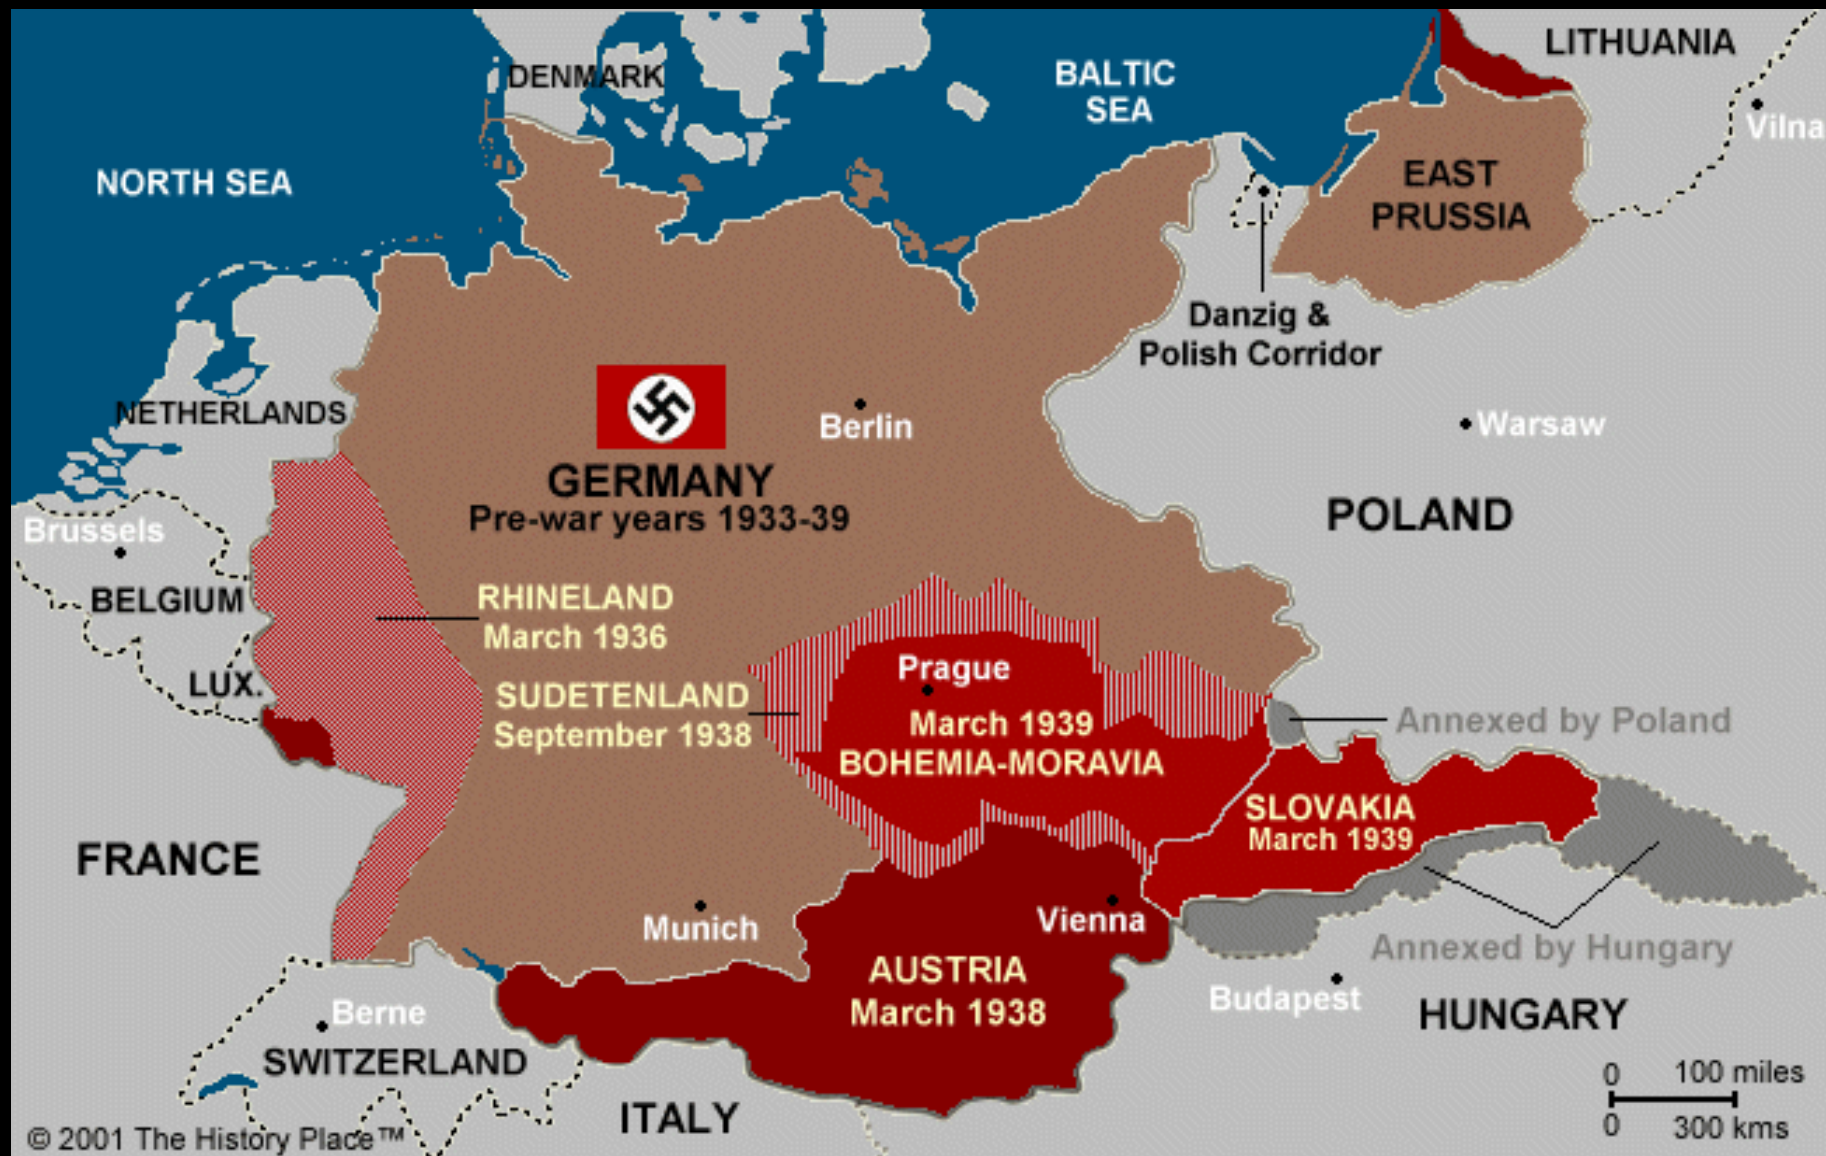 DENMARK
BALTIC
SEA
LITHUANIA
Vilna
NORTH SEA
EAST
PRUSSIA
Danzig &
Polish Corridor
NETHERLANDS
Berlin
Warsaw
GERMANY
Pre-war years 1933-39
POLAND
Brussels
BELGIUM
RHINELAND
March 1936
LUX.
SUDETENLAND
September 1938
Prague
March 1939
BOHEMIA-MORAVIA
Annexed by Poland
SLOVAKIA
March 1939
FRANCE
Munich
Vienna
Annexed by Hungary
AUSTRIA
March 1938
Budapest
HUNGARY
Berne
SWITZERLAND
ITALY
0 100 miles
0 300 kms
© 2001 The History Place™